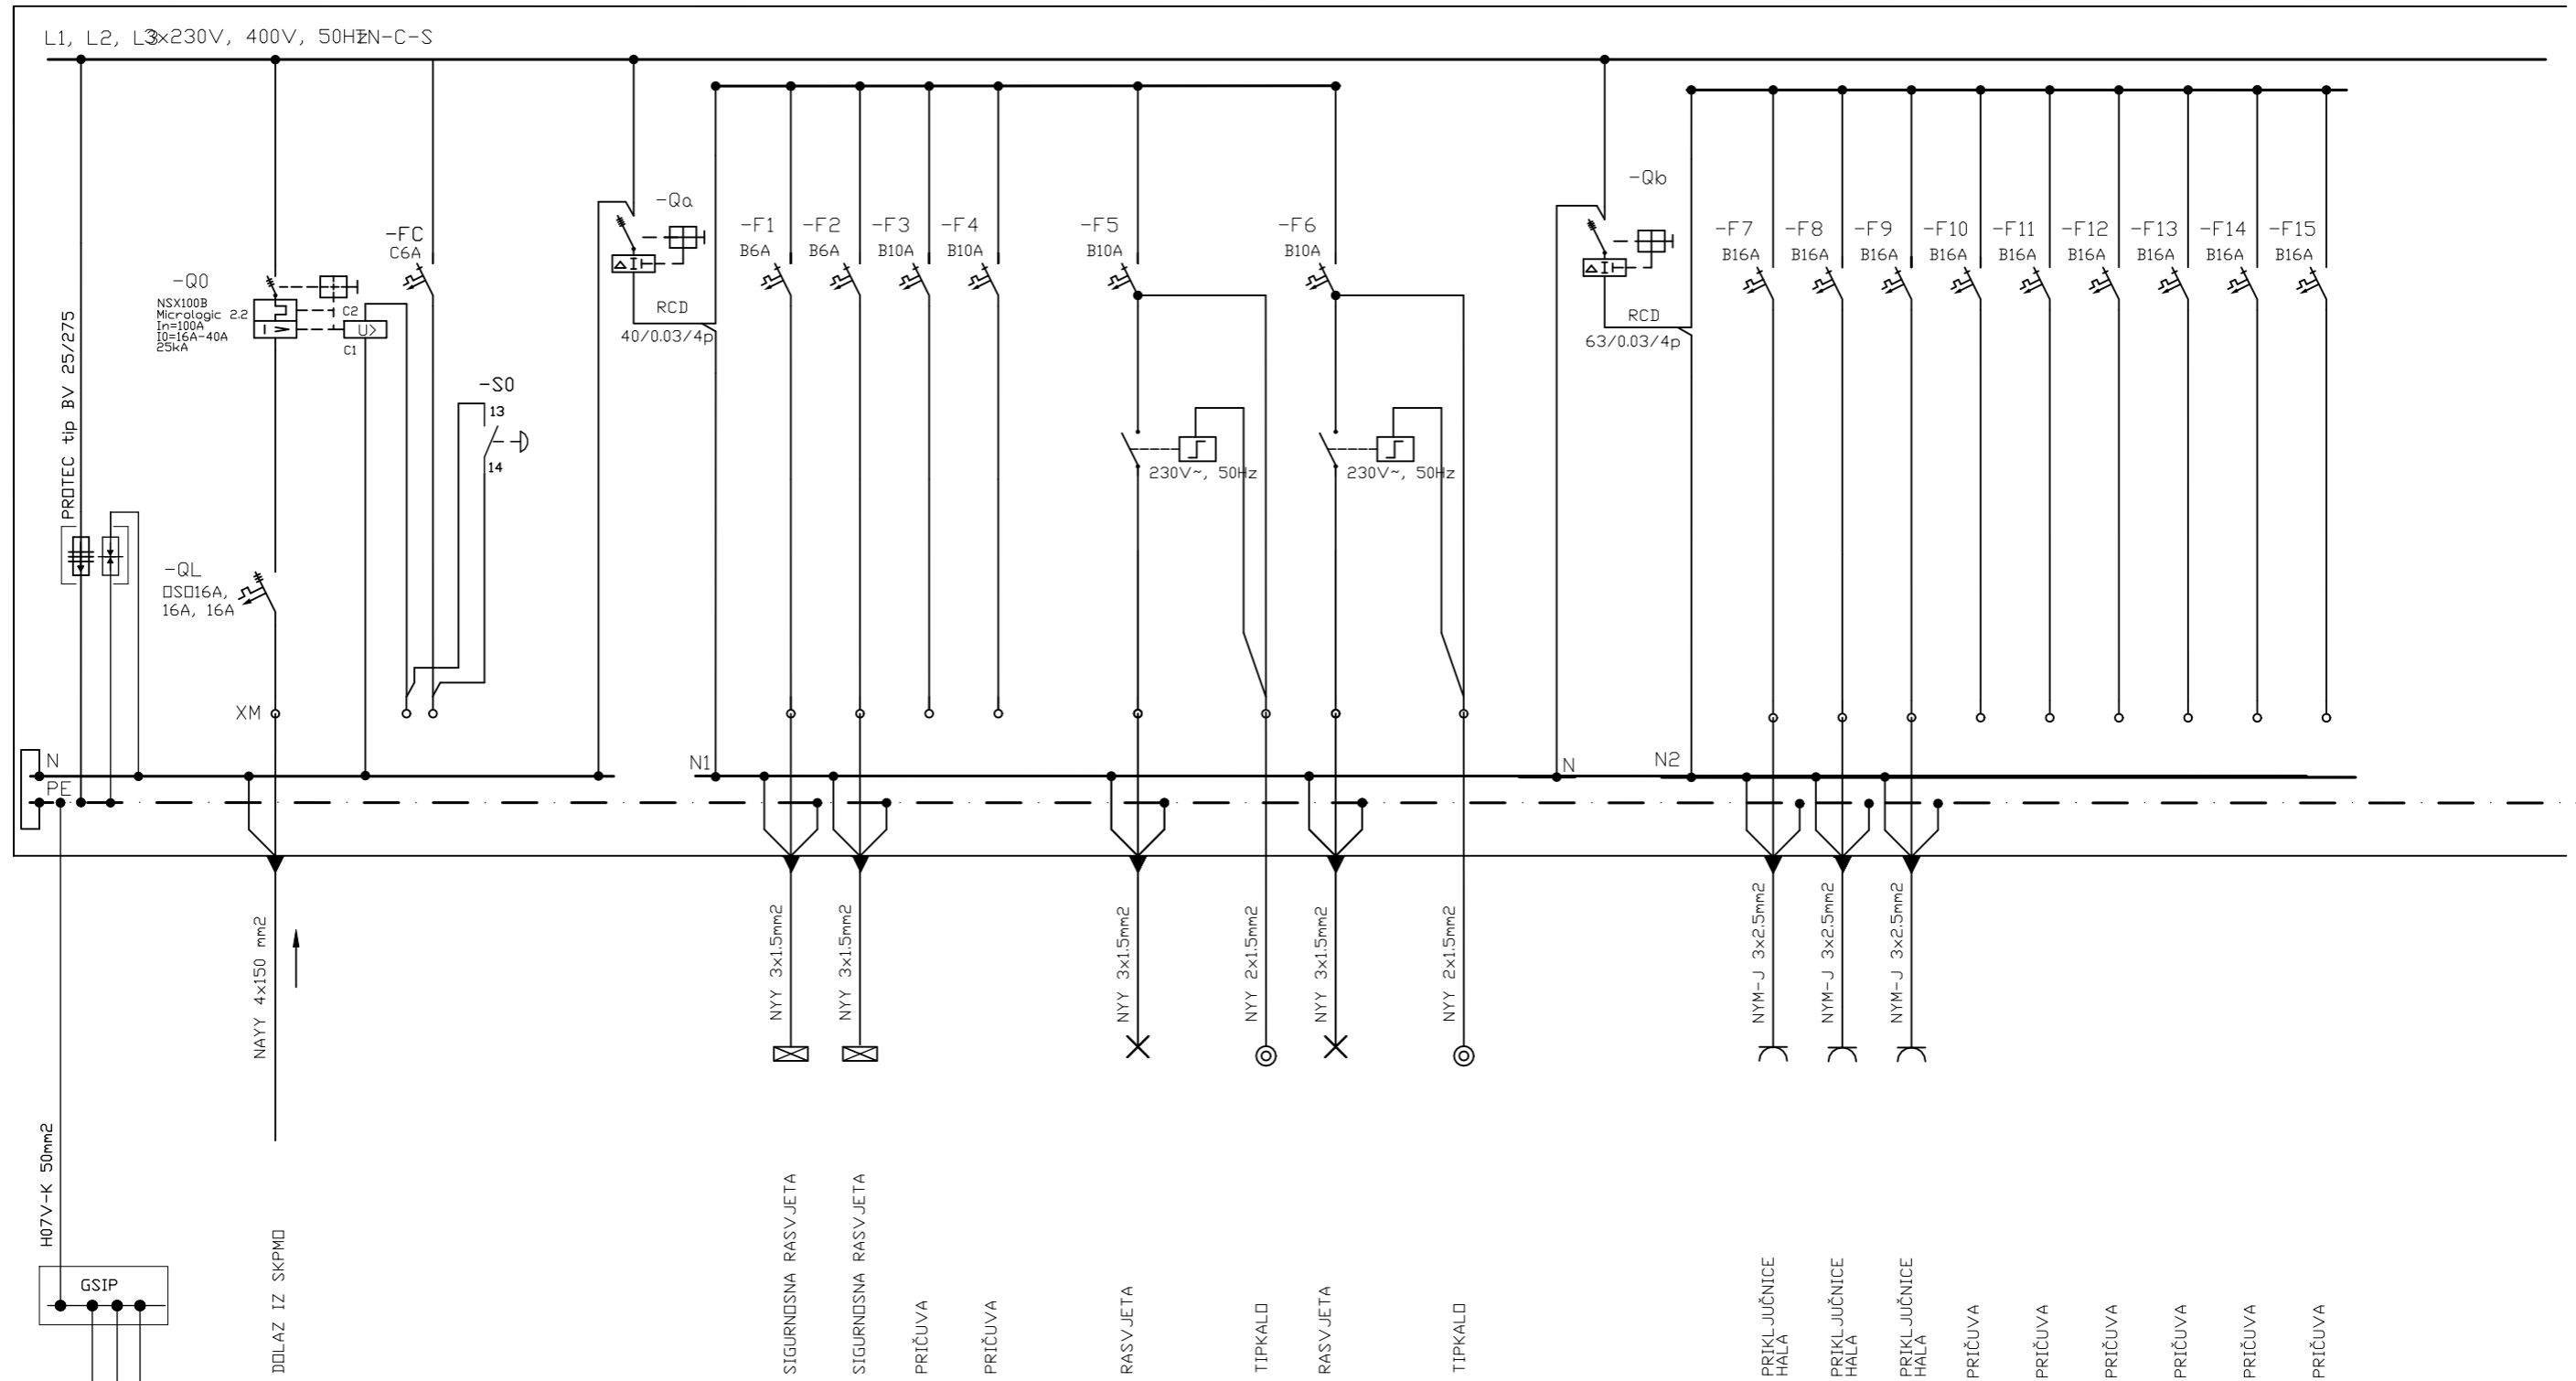 L1, L2, L3
3x230V, 400V, 50Hz
TN-C-S
PROTEC tip BV 25/275
-Q0
NSX100B
Micrologic 2.2
In=100A
I0=16A-40A
25kA
C2
U>
C1
I >
-FC
C6A
-S0
13
14
-QL
OSO16A,
16A, 16A
XM
N
PE
-Qa
RCD
40/0.03/4p
-F1
B6A
-F2
B6A
-F3
B10A
-F4
B10A
-F5
B10A
230V~, 50Hz
-F6
B10A
230V~, 50Hz
N1
-Qb
RCD
63/0.03/4p
N
N2
-F7
B16A
-F8
B16A
-F9
B16A
-F10
B16A
-F11
B16A
-F12
B16A
-F13
B16A
-F14
B16A
-F15
B16A
H07V-K 50mm2
GSIP
NAYY 4x150 mm2
NYY 3x1.5mm2
NYY 3x1.5mm2
NYY 3x1.5mm2
NYY 2x1.5mm2
NYY 3x1.5mm2
NYY 2x1.5mm2
NYM-J 3x2.5mm2
NYM-J 3x2.5mm2
NYM-J 3x2.5mm2
DOLAZ IZ SKPMO
SIGURNOSNA RASVJETA
SIGURNOSNA RASVJETA
PRIČUVA
PRIČUVA
RASVJETA
TIPKALO
RASVJETA
TIPKALO
PRIKLJUČNICE
HALA
PRIKLJUČNICE
HALA
PRIKLJUČNICE
HALA
PRIČUVA
PRIČUVA
PRIČUVA
PRIČUVA
PRIČUVA
PRIČUVA